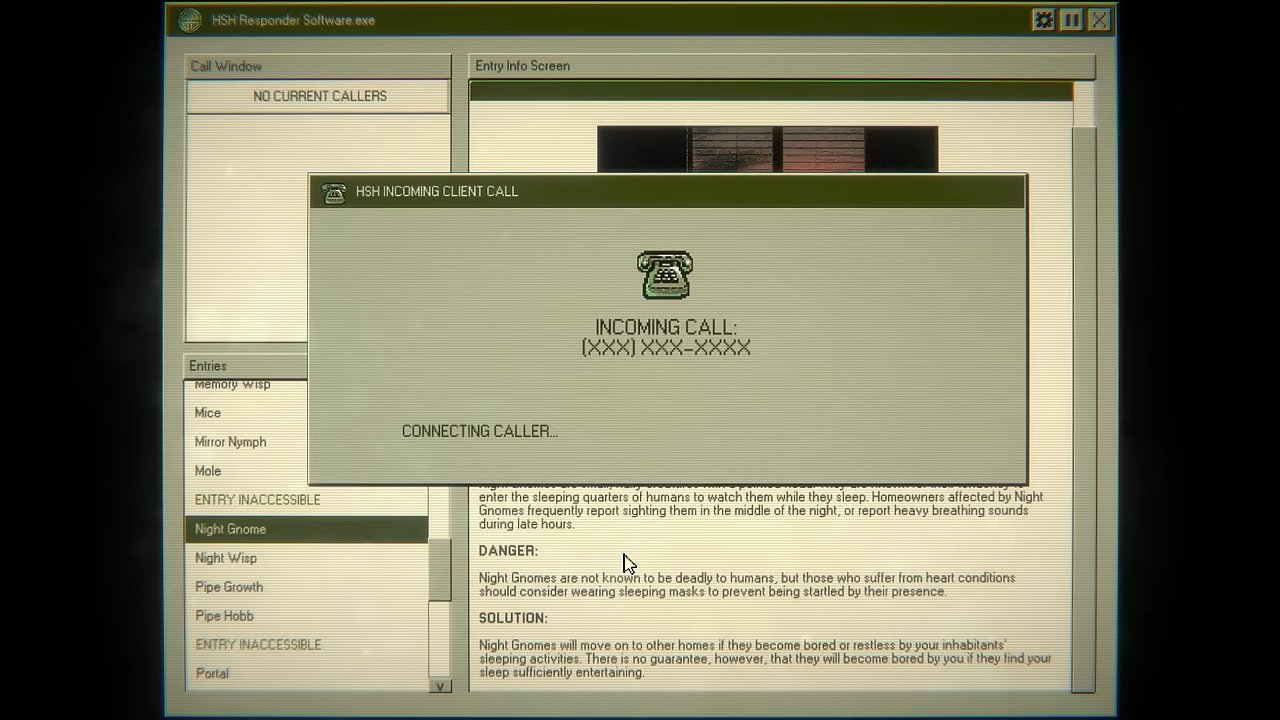 HSH Responder Software.exe
Call Window
NO CURRENT CALLERS
Entry Info Screen
HSH INCOMING CLIENT CALL
INCOMING CALL:
(XXX) XXX-XXXX
CONNECTING CALLER...
Entries
Memory Wisp
Mice
Mirror Nymph
Mole
ENTRY INACCESSIBLE
Night Gnome
Night Wisp
Pipe Growth
Pipe Hobb
ENTRY INACCESSIBLE
Portal
V
enter the sleeping quarters of humans to watch them while they sleep. Homeowners affected by Night
Gnomes frequently report sighting them in the middle of the night, or report heavy breathing sounds
during late hours.
DANGER:
Night Gnomes are not known to be deadly to humans, but those who suffer from heart conditions
should consider wearing sleeping masks to prevent being startled by their presence.
SOLUTION:
Night Gnomes will move on to other homes if they become bored or restless by your inhabitants'
sleeping activities. There is no guarantee, however, that they will become bored by you if they find your
sleep sufficiently entertaining.